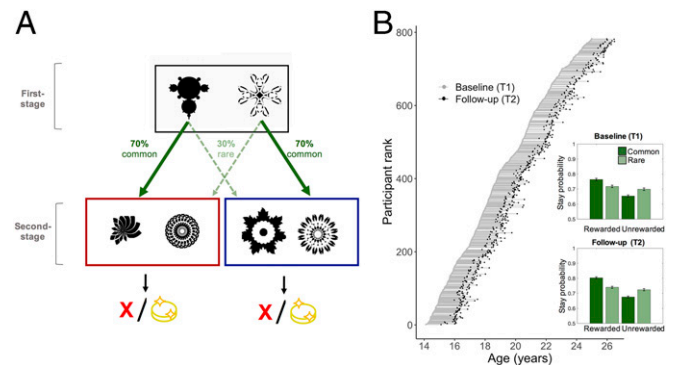 A
First-
stage
70%
common
30%
rare
70%
common
Second-
stage
X / 
X / 
B
800
600
400
200
0
Participant rank
Baseline (T1)
Follow-up (T2)
14 16 18 20 22 24 26
Age (years)
Baseline (T1)
Common
Rare
Stay probability
1
0.9
0.8
0.7
0.6
0.5
Rewarded Unrewarded
Follow-up (T2)
Stay probability
1
0.9
0.8
0.7
0.6
0.5
Rewarded Unrewarded